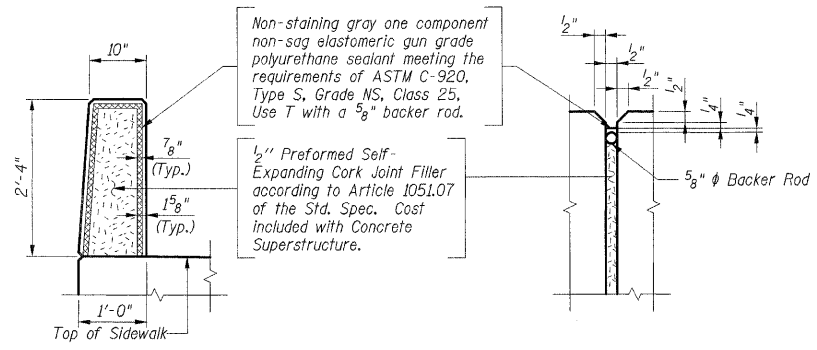 10"
2'-4"
7/8"
(Typ.)
1 5/8"
(Typ.)
1'-0"
Top of Sidewalk
Non-staining gray one component
non-sag elastomeric gun grade
polyurethane sealant meeting the
requirements of ASTM C-920,
Type S, Grade NS, Class 25,
Use T with a 5/8" backer rod.
1/2" Preformed Self-
Expanding Cork Joint Filler
according to Article 1051.07
of the Std. Spec. Cost
included with Concrete
Superstructure.
1/2"
1/2"
1/2"
1/2"
1/4"
1/4"
5/8" φ Backer Rod